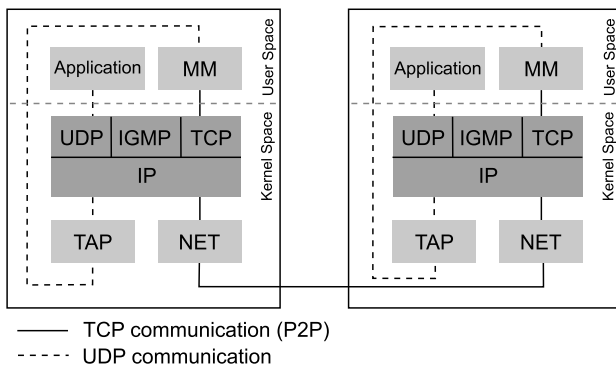 Application
MM
User Space
UDP
IGMP
TCP
IP
Kernel Space
TAP
NET
Application
MM
User Space
UDP
IGMP
TCP
IP
Kernel Space
TAP
NET
TCP communication (P2P)
UDP communication